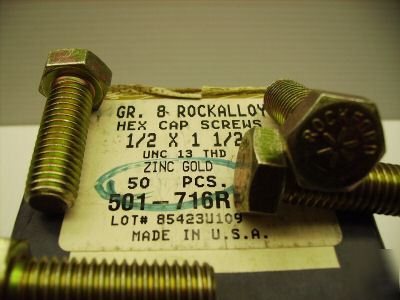 GR. 8 ROCKALLOY
HEX CAP SCREWS
1/2 X 1 1/2
UNC 13 THD
ZINC GOLD
50 PCS.
501-716R
LOT# 85423W109
MADE IN U.S.A.
ROCKFORD